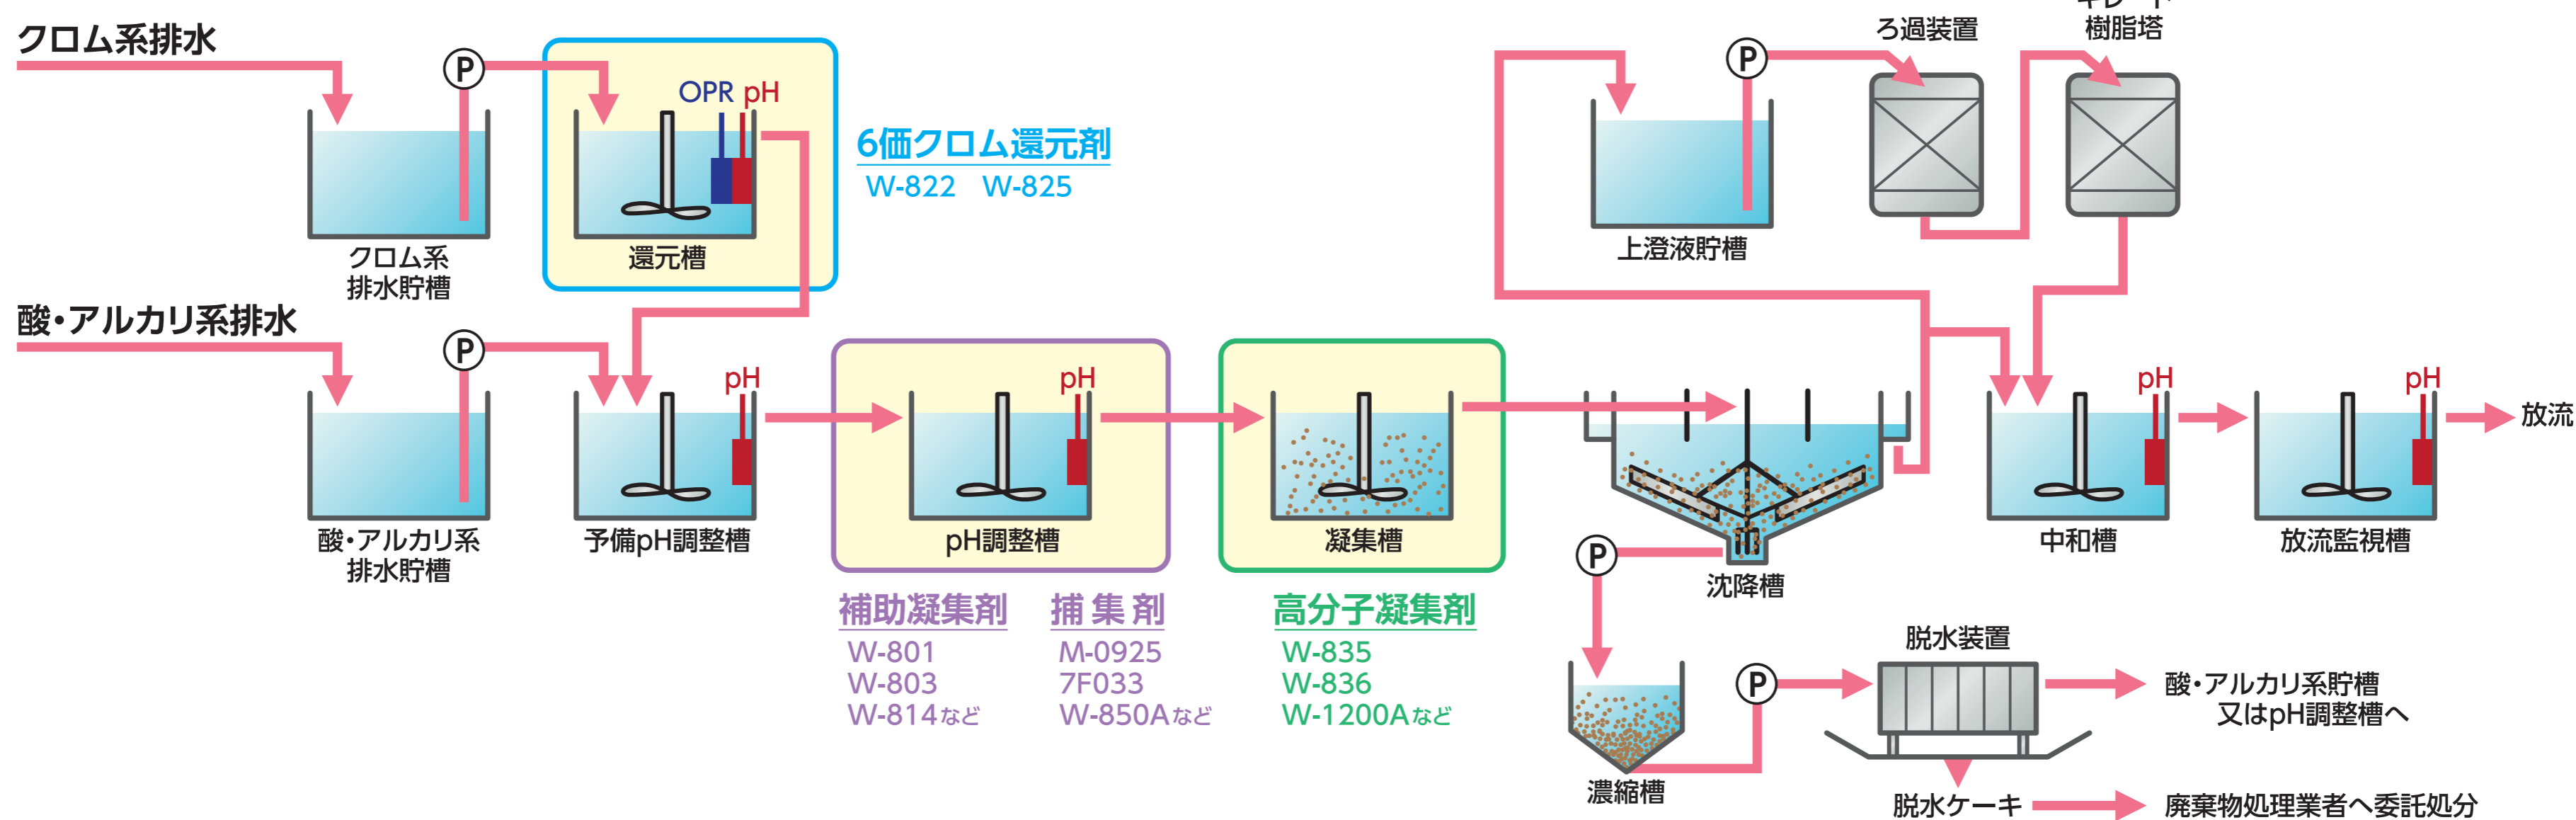 クロム系排水
P
OPR pH
6価クロム還元剤
W-822 W-825
クロム系
排水貯槽
還元槽
P
ろ過装置
樹脂塔
上澄液貯槽
酸・アルカリ系排水
P
pH
pH
pH
pH
放流
酸・アルカリ系
排水貯槽
予備pH調整槽
pH調整槽
凝集槽
沈降槽
中和槽
放流監視槽
補助凝集剤
W-801
W-803
W-814など
捕集剤
M-0925
7F033
W-850Aなど
高分子凝集剤
W-835
W-836
W-1200Aなど
P
濃縮槽
P
脱水装置
酸・アルカリ系貯槽
又はpH調整槽へ
脱水ケーキ
廃棄物処理業者へ委託処分